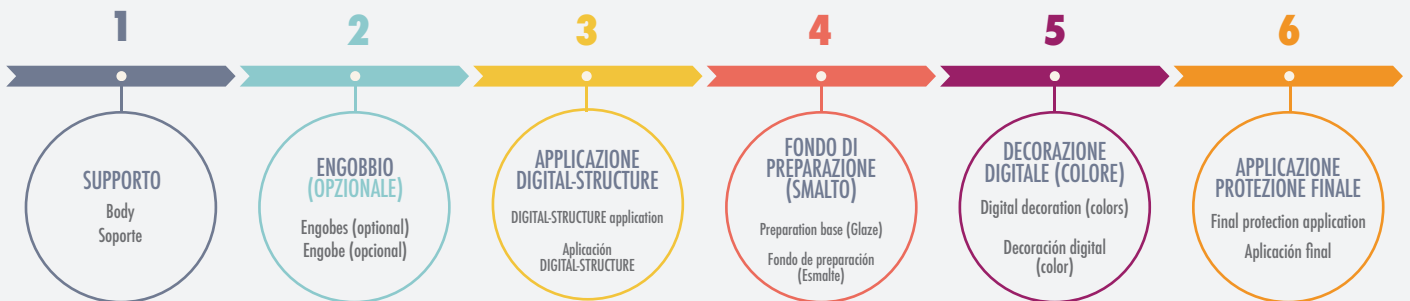 1
2
3
4
5
6
SUPPORTO
Body
Soporte
ENGOBBIO
(OPZIONALE)
Engobes (optional)
Engobe (opcional)
APPLICAZIONE
DIGITAL-STRUCTURE
DIGITAL-STRUCTURE application
Aplicación
DIGITAL-STRUCTURE
FONDO DI
PREPARAZIONE
(SMALTO)
Preparation base (Glaze)
Fondo de preparación
(Esmalte)
DECORAZIONE
DIGITALE (COLORE)
Digital decoration (colors)
Decoración digital
(color)
APPLICAZIONE
PROTEZIONE FINALE
Final protection application
Aplicación final